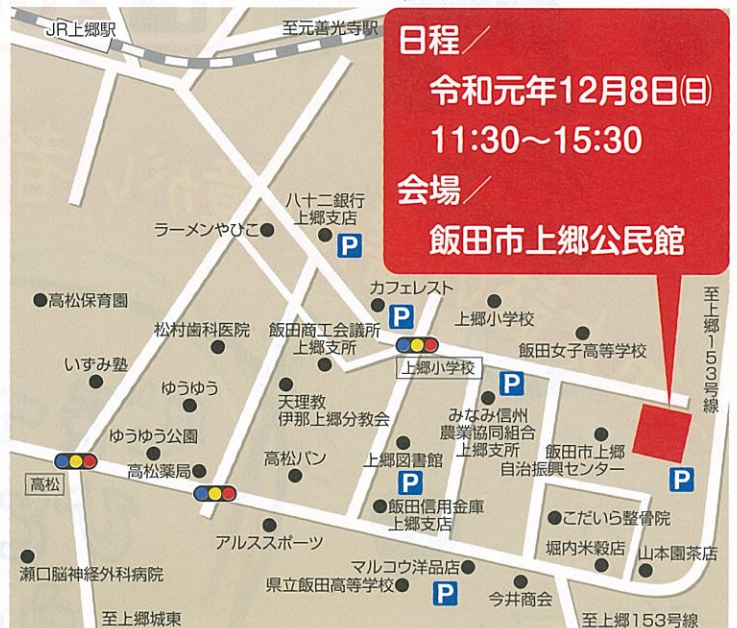 JR上郷駅
至元善光寺駅
日程／
令和元年12月8日㈰
11:30〜15:30
会場／
飯田市上郷公民館
八十二銀行
上郷支店
P
ラーメンやひこ
カフェレスト
P
上郷小学校
至上郷153号線
高松保育園
松村歯科医院
飯田商工会議所
上郷支所
飯田女子高等学校
上郷小学校
いずみ塾
ゆうゆう
天理教
伊那上郷分教会
P
みなみ信州
農業協同組合
上郷支所
ゆうゆう公園
高松薬局
高松パン
上郷図書館
P
飯田市上郷
自治振興センター
P
高松
飯田信用金庫
上郷支店
こだいら整骨院
アルススポーツ
堀内米穀店
山本園茶店
瀬口脳神経外科病院
マルコウ洋品店
県立飯田高等学校
P
今井商会
至上郷城東
至上郷153号線